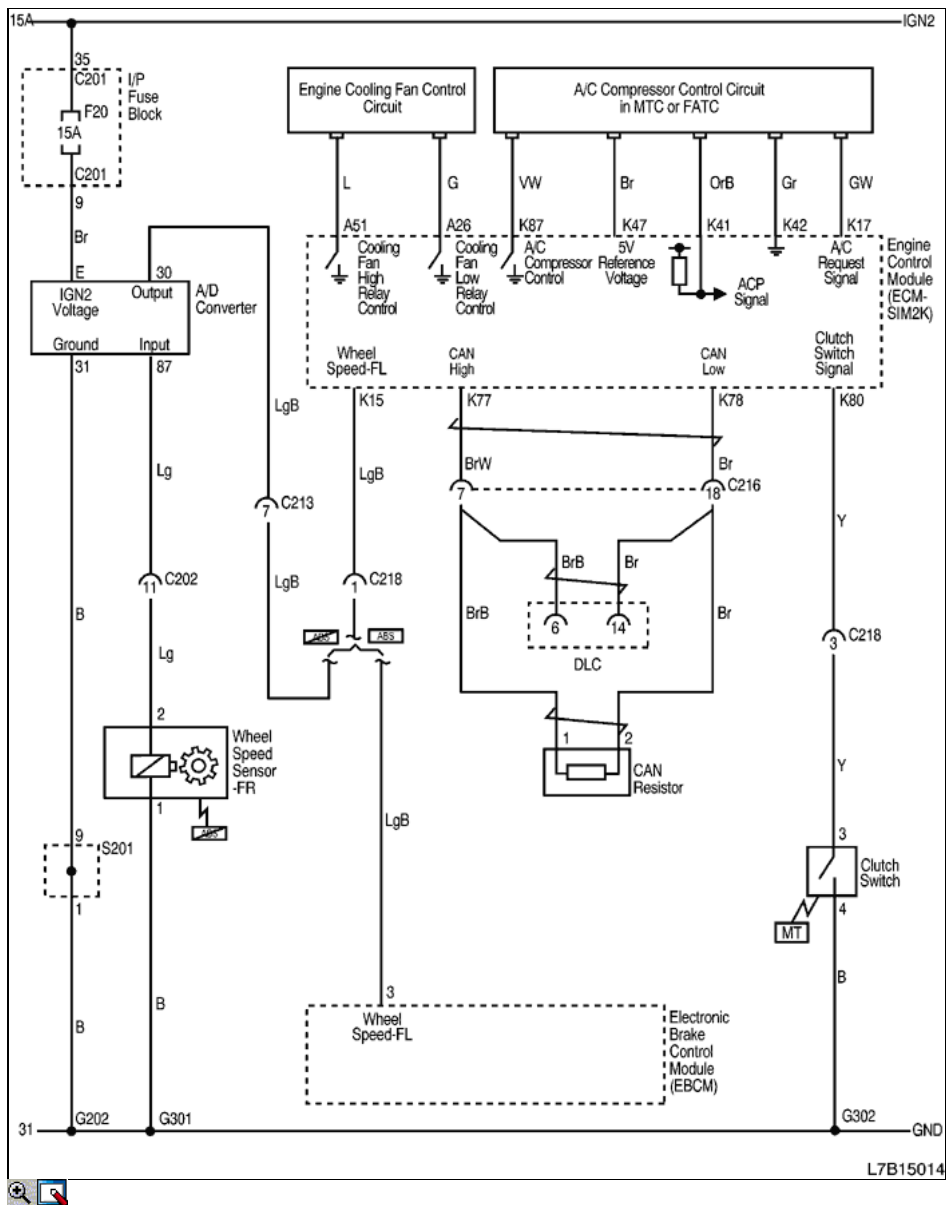 15A
IGN2
35
C201
I/P
Fuse
Block
F20
15A
C201
9
Br
E
30
IGN2
Voltage
Output
Ground
Input
A/D
Converter
31
87
Engine Cooling Fan Control
Circuit
A/C Compressor Control Circuit
in MTC or FATC
L
G
VW
Br
OrB
Gr
GW
A51
A26
K87
K47
K41
K42
K17
Cooling
Fan
High
Relay
Control
Cooling
Fan
Low
Relay
Control
A/C
Compressor
Control
5V
Reference
Voltage
ACP
Signal
A/C
Request
Signal
Engine
Control
Module
(ECM-
SIM2K)
Wheel
Speed-FL
CAN
High
CAN
Low
Clutch
Switch
Signal
K15
K77
K78
K80
LgB
LgB
BrW
Br
Lg
7
C213
7
18
C216
Y
LgB
11
C202
1
C218
BrB
Br
B
BrB
Br
6
14
DLC
3
C218
ABS
ABS
Lg
2
Wheel
Speed
Sensor
-FR
1
ABS
1
2
CAN
Resistor
Y
LgB
9
S201
1
3
Clutch
Switch
4
MT
B
B
B
3
Wheel
Speed-FL
Electronic
Brake
Control
Module
(EBCM)
31
G202
G301
G302
GND
L7B15014